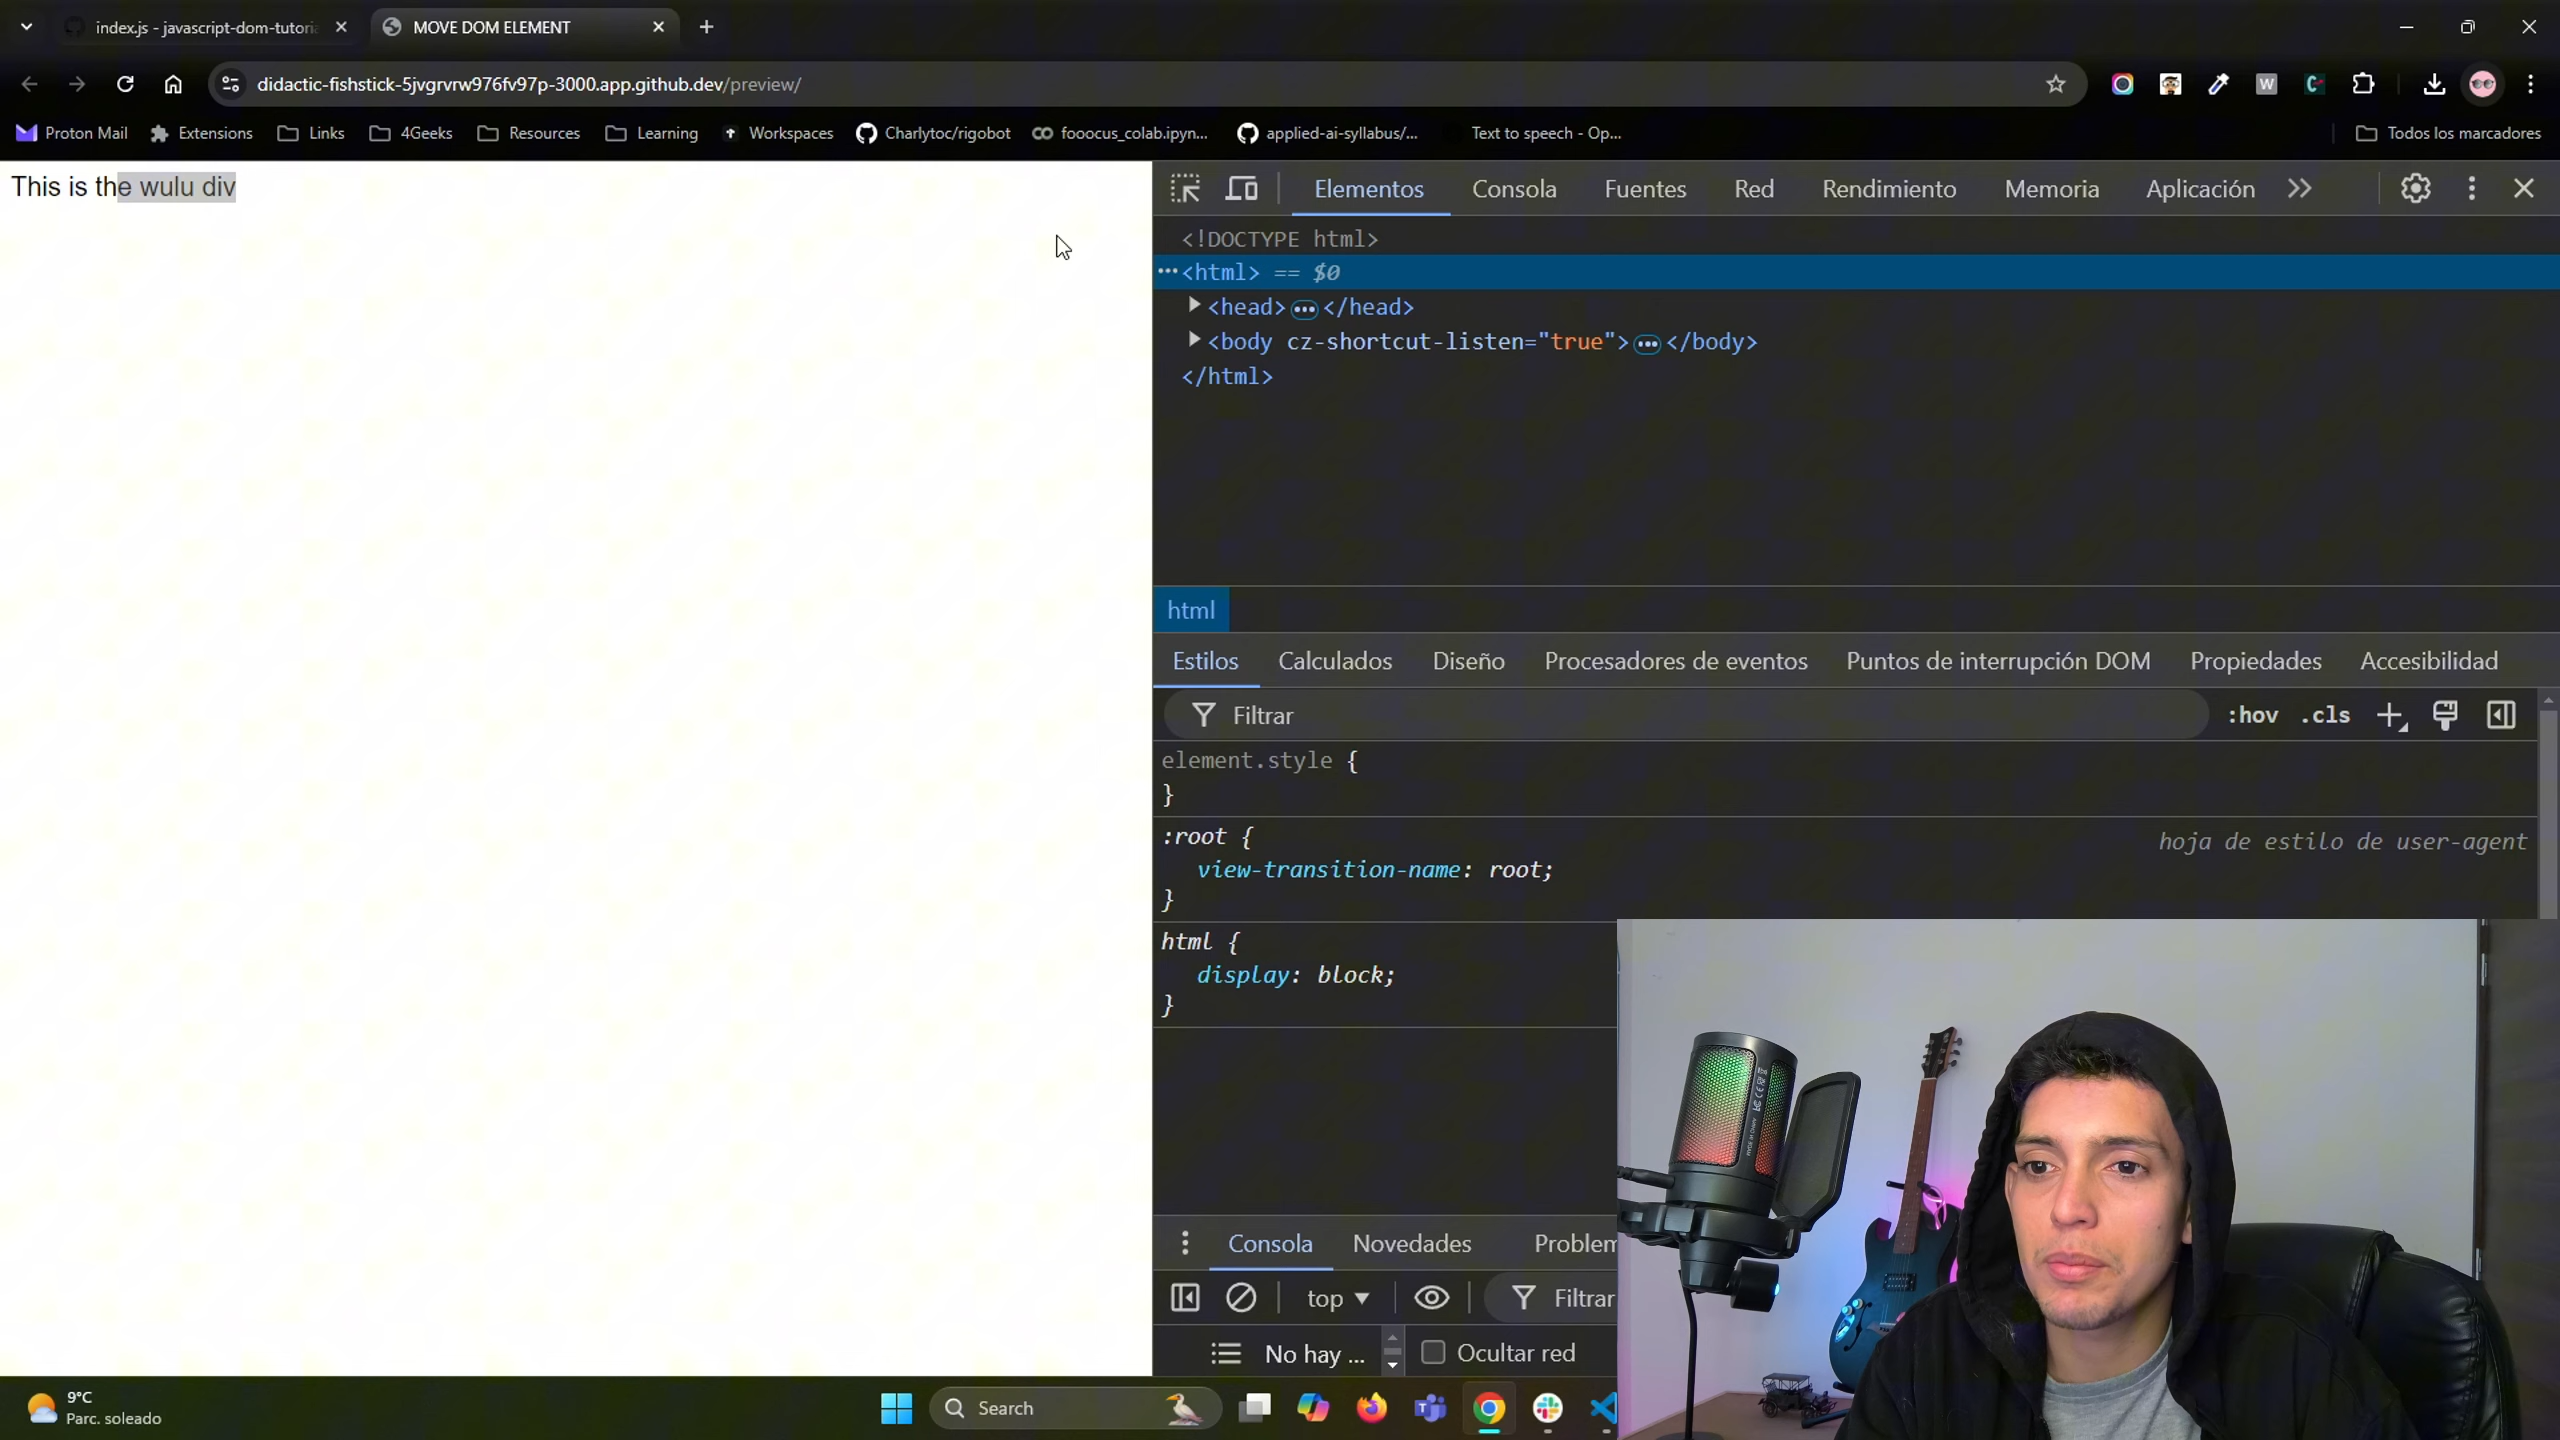 index.js - javascript-dom-tutori
MOVE DOM ELEMENT
didactic-fishstick-5jvgrvrw976fv97p-3000.app.github.dev/preview/
Proton Mail
Extensions
Links
4Geeks
Resources
Learning
Workspaces
Charlytoc/rigobot
fooocus_colab.ipyn...
applied-ai-syllabus/...
Text to speech - Op...
Todos los marcadores
This is the wulu div
Elementos
Consola
Fuentes
Red
Rendimiento
Memoria
Aplicación
<!DOCTYPE html>
<html> == $0
<head>…</head>
<body cz-shortcut-listen="true">…</body>
</html>
html
Estilos
Calculados
Diseño
Procesadores de eventos
Puntos de interrupción DOM
Propiedades
Accesibilidad
Filtrar
:hov
.cls
element.style {
}
:root {
hoja de estilo de user-agent
view-transition-name: root;
}
html {
display: block;
}
Consola
Novedades
Problem
top
Filtrar
No hay ...
Ocultar red
9°C
Parc. soleado
Search